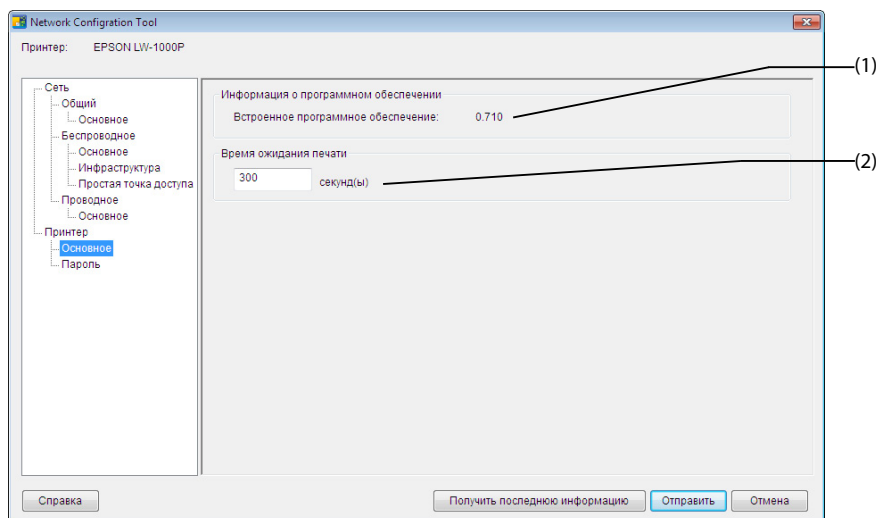 Network Configration Tool
Принтер: EPSON LW-1000P
Сеть
Общий
Основное
Беспроводное
Основное
Инфраструктура
Простая точка доступа
Проводное
Основное
Принтер
Основное
Пароль
Информация о программном обеспечении
Встроенное программное обеспечение: 0.710
(1)
Время ожидания печати
300 секунд(ы)
(2)
Справка
Получить последнюю информацию
Отправить
Отмена